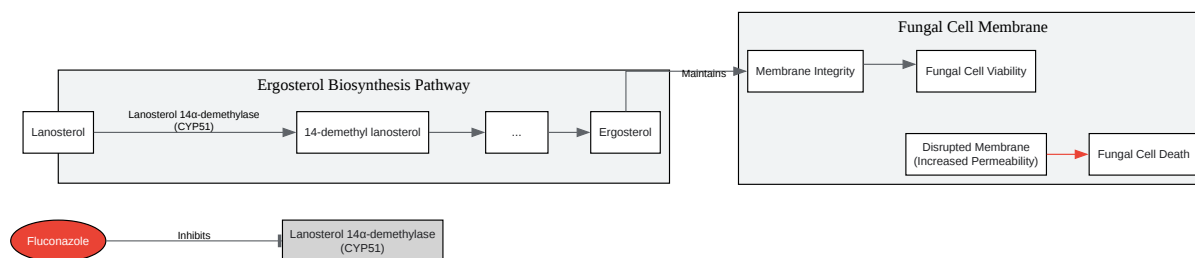 Fungal Cell Membrane
Maintains
Membrane Integrity
Fungal Cell Viability
Ergosterol Biosynthesis Pathway
Lanosterol
Lanosterol 14α-demethylase
(CYP51)
14-demethyl lanosterol
...
Ergosterol
Disrupted Membrane
(Increased Permeability)
Fungal Cell Death
Fluconazole
Inhibits
Lanosterol 14α-demethylase
(CYP51)